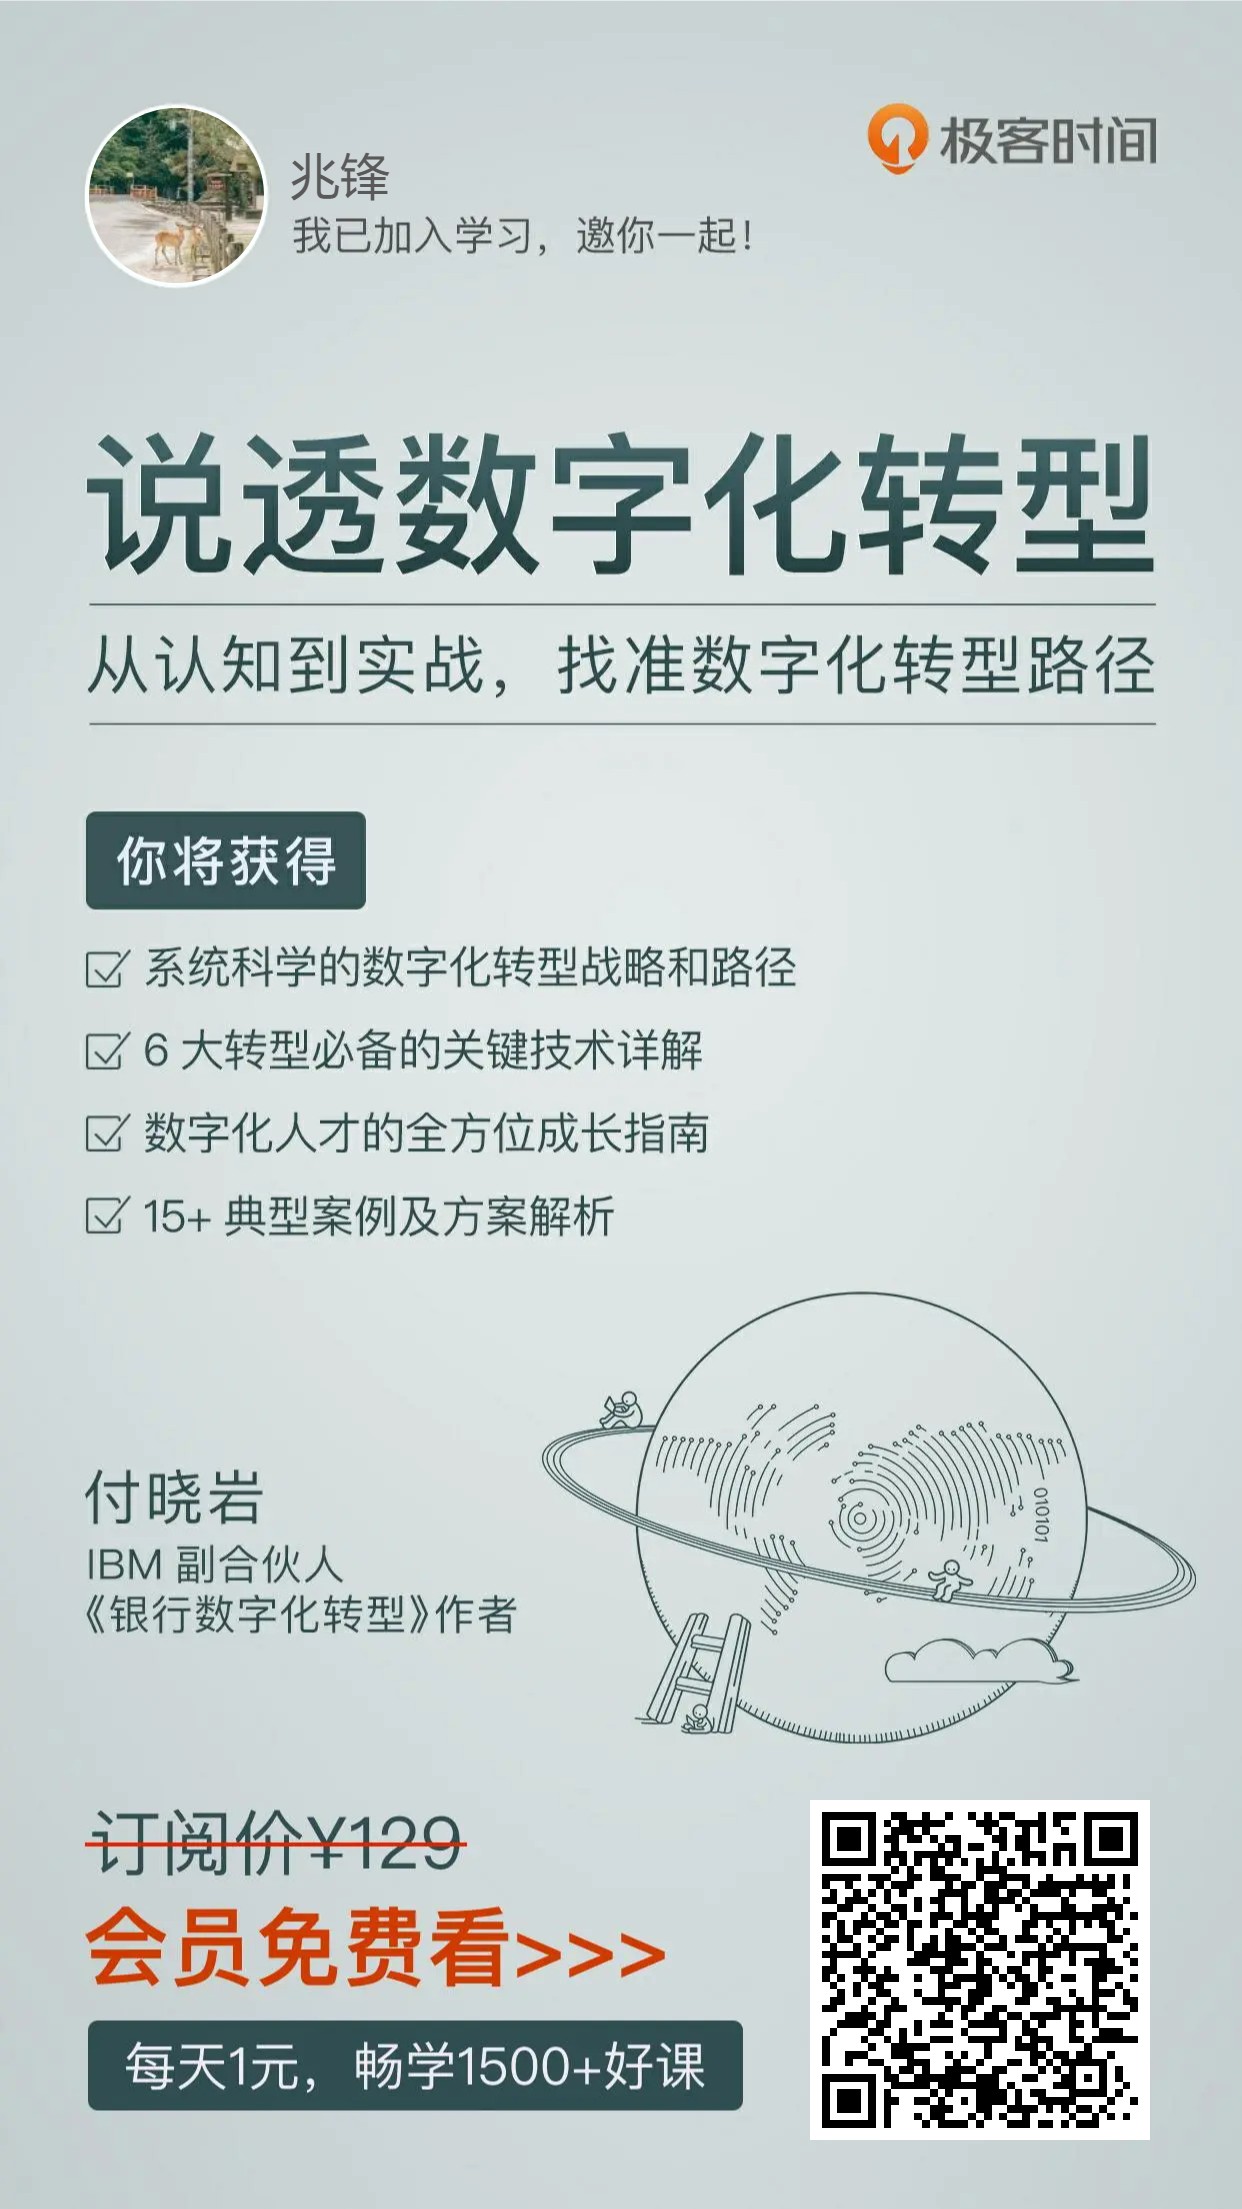 极客时间
兆锋
我已加入学习，邀你一起！
说透数字化转型
从认知到实战，找准数字化转型路径
你将获得
系统科学的数字化转型战略和路径
6 大转型必备的关键技术详解
数字化人才的全方位成长指南
15+ 典型案例及方案解析
010101
付晓岩
IBM 副合伙人
《银行数字化转型》作者
订阅价¥129
会员免费看>>>
每天1元，畅学1500+好课